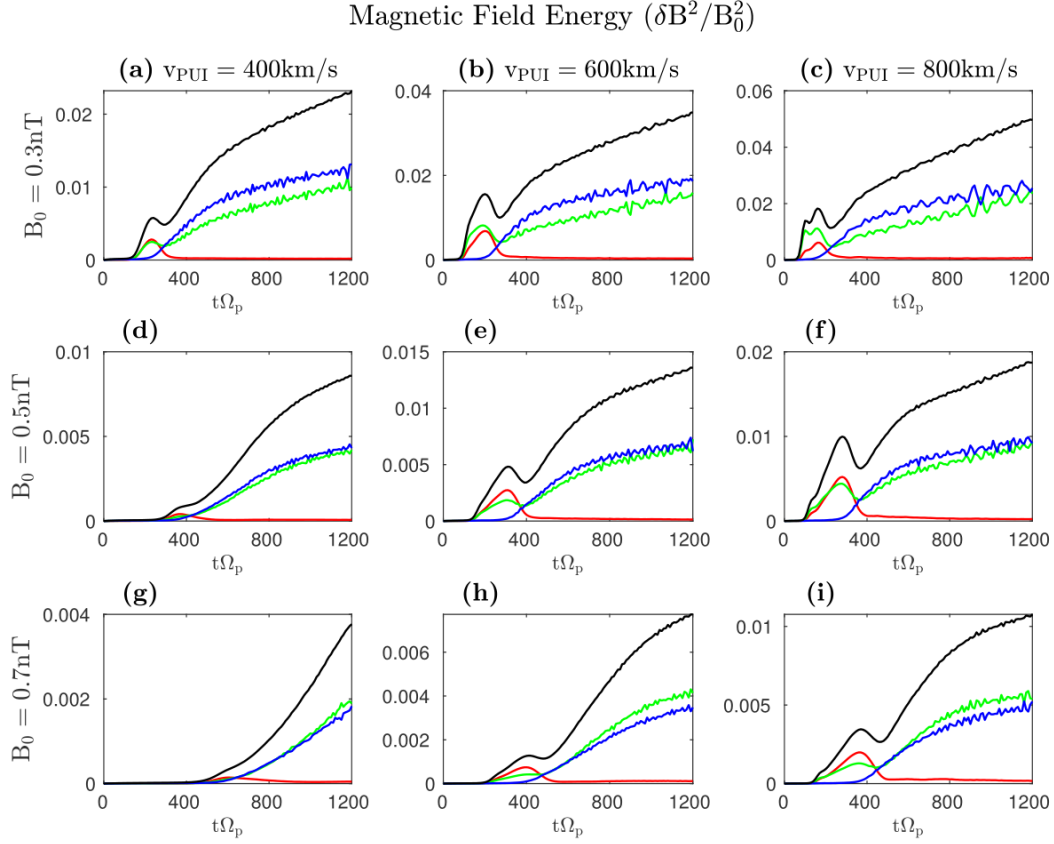 Magnetic Field Energy (δB²/B₀²)
(a) v_PUI = 400km/s
(b) v_PUI = 600km/s
(c) v_PUI = 800km/s
B₀ = 0.3nT
0.02
0.01
0
0 400 800 1200
tΩ_p
0.04
0.02
0
0 400 800 1200
tΩ_p
0.06
0.04
0.02
0
0 400 800 1200
tΩ_p
B₀ = 0.5nT
(d)
0.01
0.005
0
0 400 800 1200
tΩ_p
(e)
0.015
0.01
0.005
0
0 400 800 1200
tΩ_p
(f)
0.02
0.01
0
0 400 800 1200
tΩ_p
B₀ = 0.7nT
(g)
0.004
0.002
0
0 400 800 1200
tΩ_p
(h)
0.006
0.004
0.002
0
0 400 800 1200
tΩ_p
(i)
0.01
0.005
0
0 400 800 1200
tΩ_p